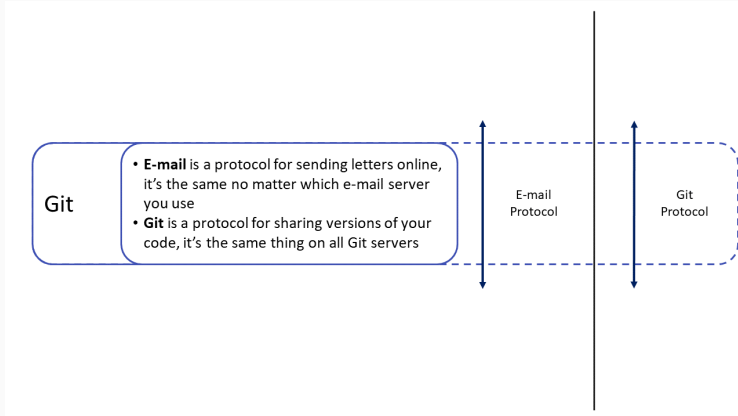 Git
• E-mail is a protocol for sending letters online,
it’s the same no matter which e-mail server
you use
• Git is a protocol for sharing versions of your
code, it’s the same thing on all Git servers
E-mail
Protocol
Git
Protocol